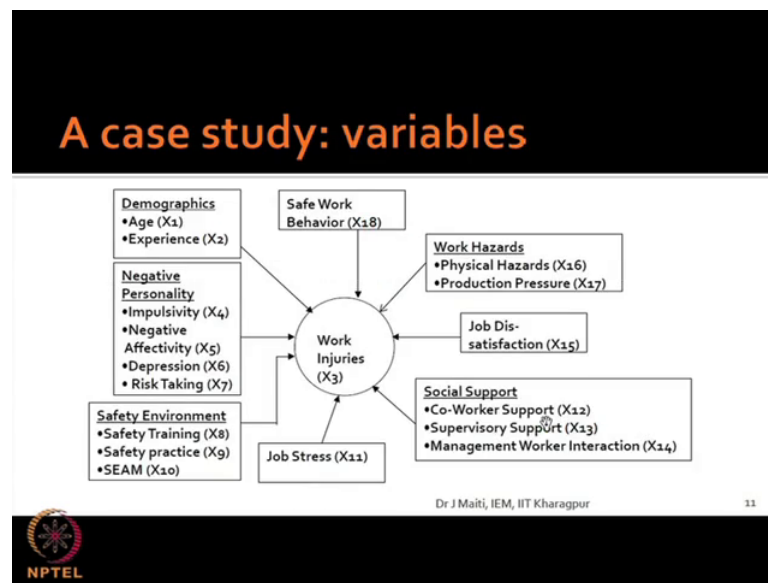 A case study: variables
Demographics
•Age (X1)
•Experience (X2)
Safe Work
Behavior (X18)
Work Hazards
•Physical Hazards (X16)
•Production Pressure (X17)
Negative
Personality
•Impulsivity (X4)
•Negative
Affectivity (X5)
•Depression (X6)
• Risk Taking (X7)
Work
Injuries
(X3)
Job Dis-
satisfaction (X15)
Safety Environment
•Safety Training (X8)
•Safety practice (X9)
•SEAM (X10)
Job Stress (X11)
Social Support
•Co-Worker Support (X12)
•Supervisory Support (X13)
•Management Worker Interaction (X14)
Dr J Maiti, IEM, IIT Kharagpur
11
NPTEL